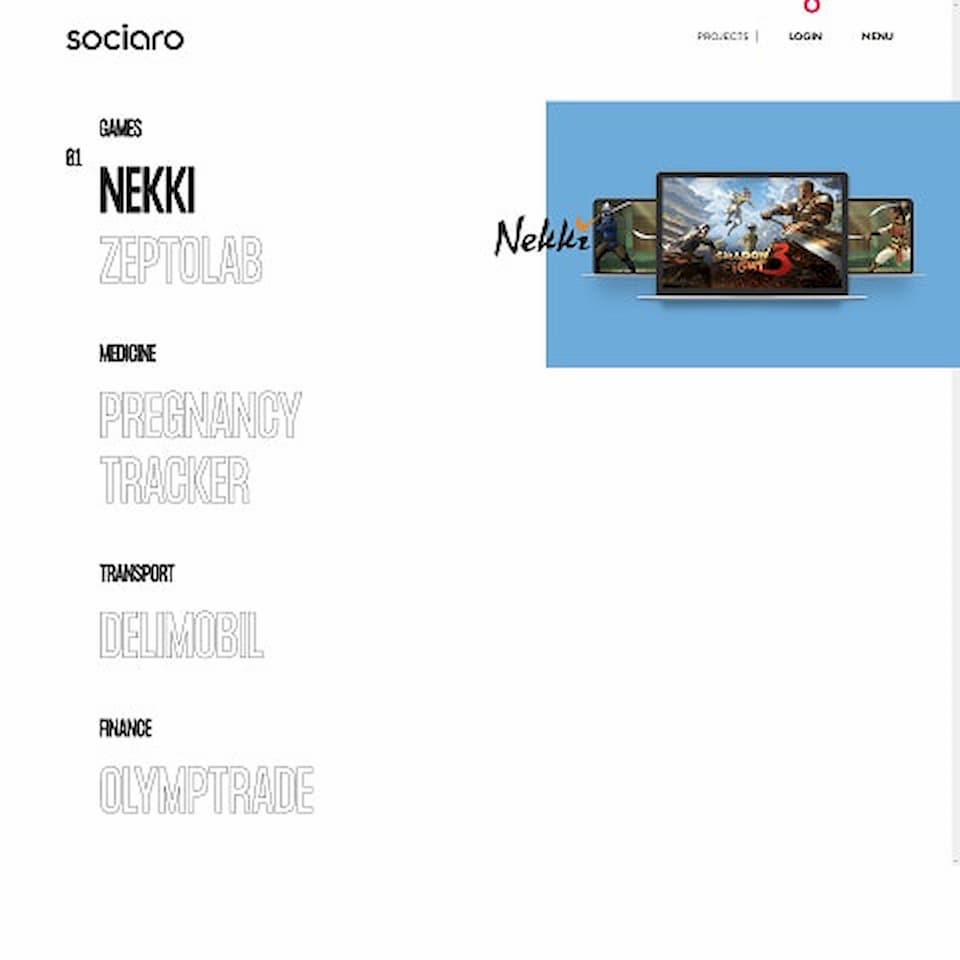 sociaro
PROJECTS |
LOGIN
MENU
GAMES
01
NEKKI
ZEPTOLAB
MEDICINE
PREGNANCY
TRACKER
TRANSPORT
DELIMOBIL
FINANCE
OLYMPTRADE
Nekki
SHADOW
FIGHT 3